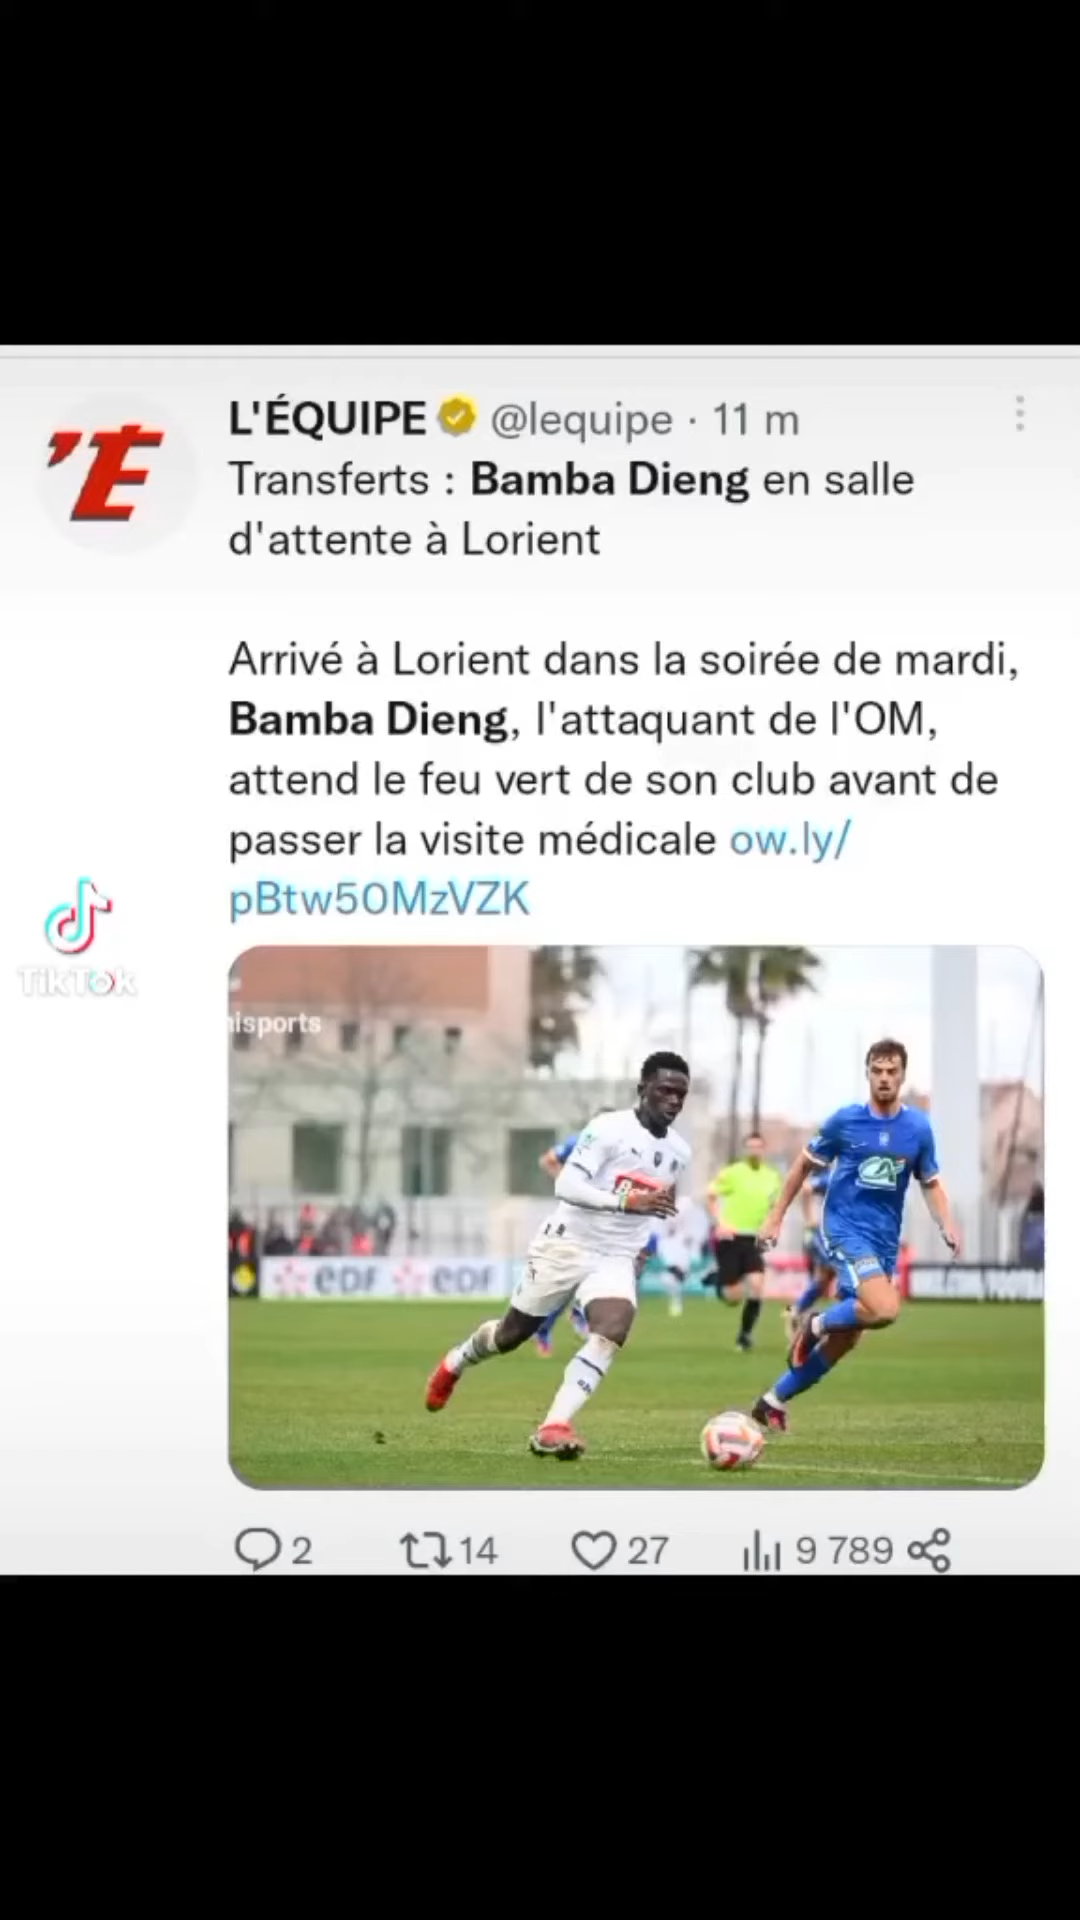 L'ÉQUIPE @lequipe · 11 m
Transferts : Bamba Dieng en salle
d'attente à Lorient
Arrivé à Lorient dans la soirée de mardi,
Bamba Dieng, l'attaquant de l'OM,
attend le feu vert de son club avant de
passer la visite médicale ow.ly/
pBtw50MzVZK
TikTok
isports
edf edf
2 14 27 9 789